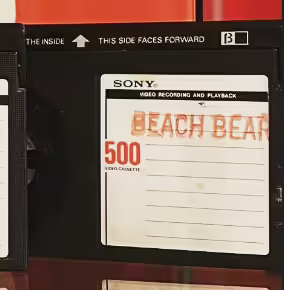 THE INSIDE THIS SIDE FACES FORWARD β
SONY®
VIDEO RECORDING AND PLAYBACK
BEACH BEAR
500
VIDEO CASSETTE